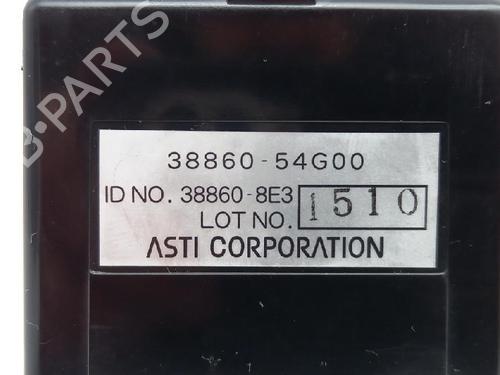 B-PARTS
38860-54G00
ID NO. 38860-8E3
LOT NO. 1510
ASTI CORPORATION